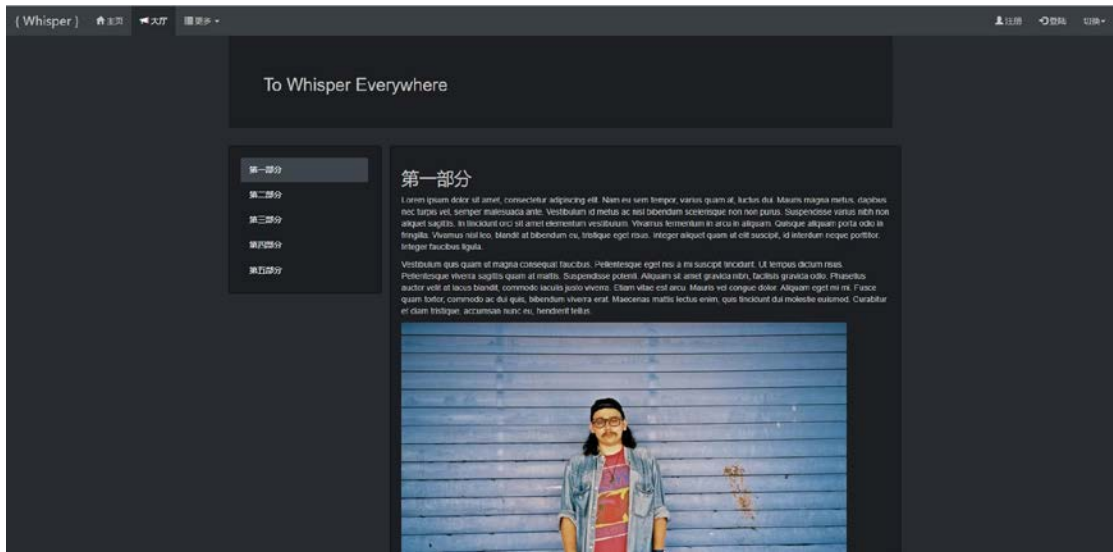 { Whisper } 主页 大厅 更多 注册 登陆 切换
To Whisper Everywhere
第一部分
第二部分
第三部分
第四部分
第五部分
第一部分
Lorem ipsum dolor sit amet, consectetur adipiscing elit. Nam eu sem tempor, varius quam at, luctus dui. Mauris magna metus, dapibus
nec turpis vel, semper malesuada ante. Vestibulum id metus ac nisl bibendum scelerisque non non purus. Suspendisse varius nibh non
aliquet sagittis. In tincidunt orci sit amet elementum vestibulum. Vivamus fermentum in arcu in aliquam. Quisque aliquam porta odio in
fringilla. Vivamus nisl leo, blandit at bibendum eu, tristique eget risus. Integer aliquet quam ut elit suscipit, id interdum neque porttitor.
Integer faucibus ligula.
Vestibulum quis quam ut magna consequat faucibus. Pellentesque eget nisi a mi suscipit tincidunt. Ut tempus dictum risus.
Pellentesque viverra sagittis quam at mattis. Suspendisse potenti. Aliquam sit amet gravida nibh, facilisis gravida odio. Phasellus
auctor velit at lacus blandit, commodo iaculis justo viverra. Etiam vitae est arcu. Mauris vel congue dolor. Aliquam eget mi mi. Fusce
quam tortor, commodo ac dui quis, bibendum viverra erat. Maecenas mattis lectus enim, quis tincidunt dui molestie euismod. Curabitur
et diam tristique, accumsan nunc eu, hendrerit tellus.